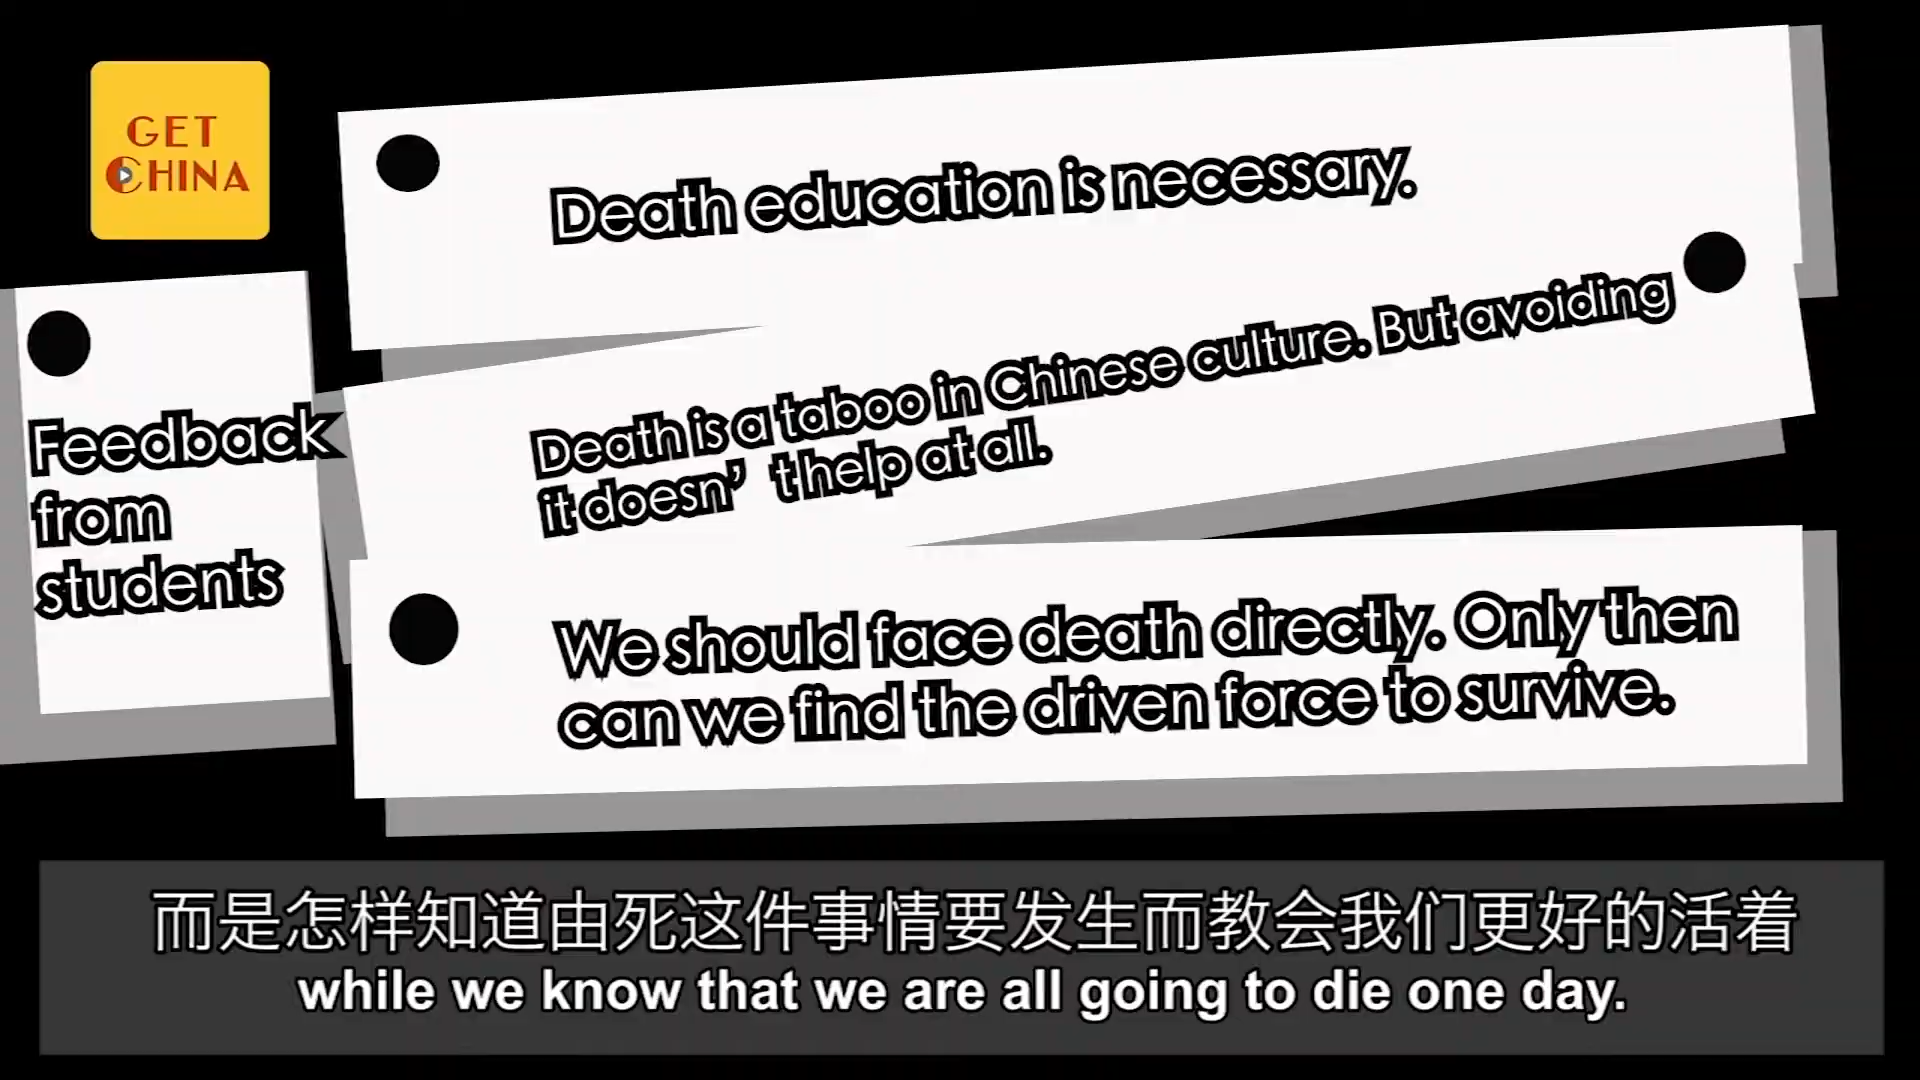 GET
CHINA
Death education is necessary.
Death is a taboo in Chinese culture. But avoiding
it doesn’t help at all.
Feedback
from
students
We should face death directly. Only then
can we find the driven force to survive.
而是怎样知道由死这件事情要发生而教会我们更好的活着
while we know that we are all going to die one day.